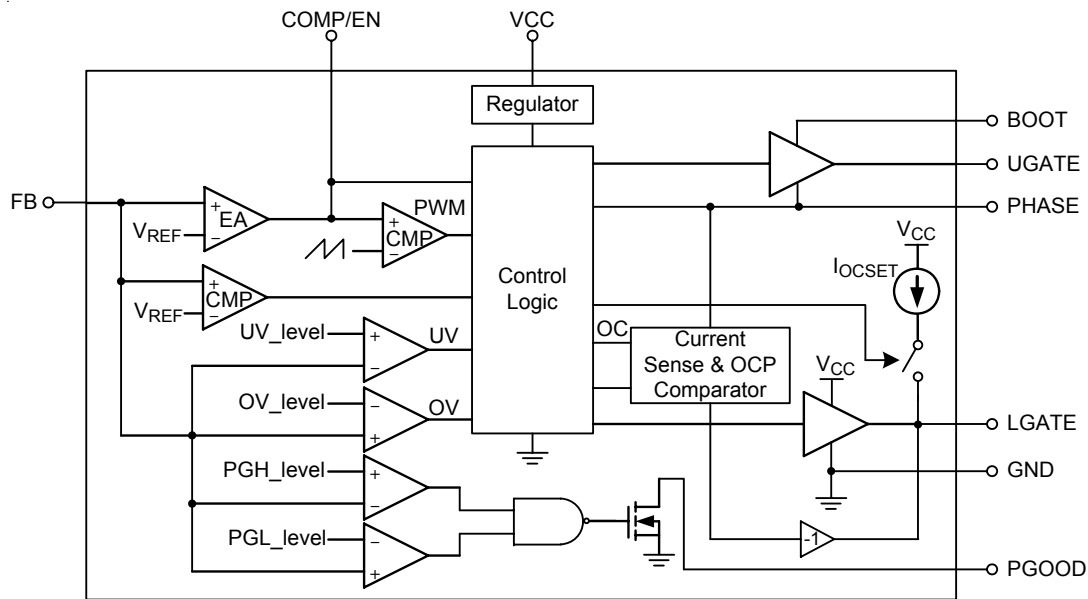 COMP/EN
VCC
Regulator
BOOT
UGATE
FB
+
EA
−
VREF
PWM
+
CMP
−
PHASE
VCC
IOCSET
+
CMP
−
VREF
Control
Logic
UV_level
+
−
UV
OC
Current
Sense & OCP
Comparator
VCC
OV_level
−
+
OV
LGATE
PGH_level
+
−
GND
PGL_level
−
+
-1
PGOOD